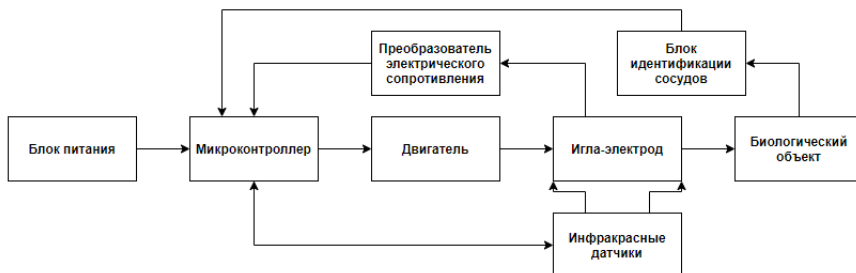 Преобразователь
электрического
сопротивления
Блок
идентификации
сосудов
Блок питания
Микроконтроллер
Двигатель
Игла-электрод
Биологический
объект
Инфракрасные
датчики